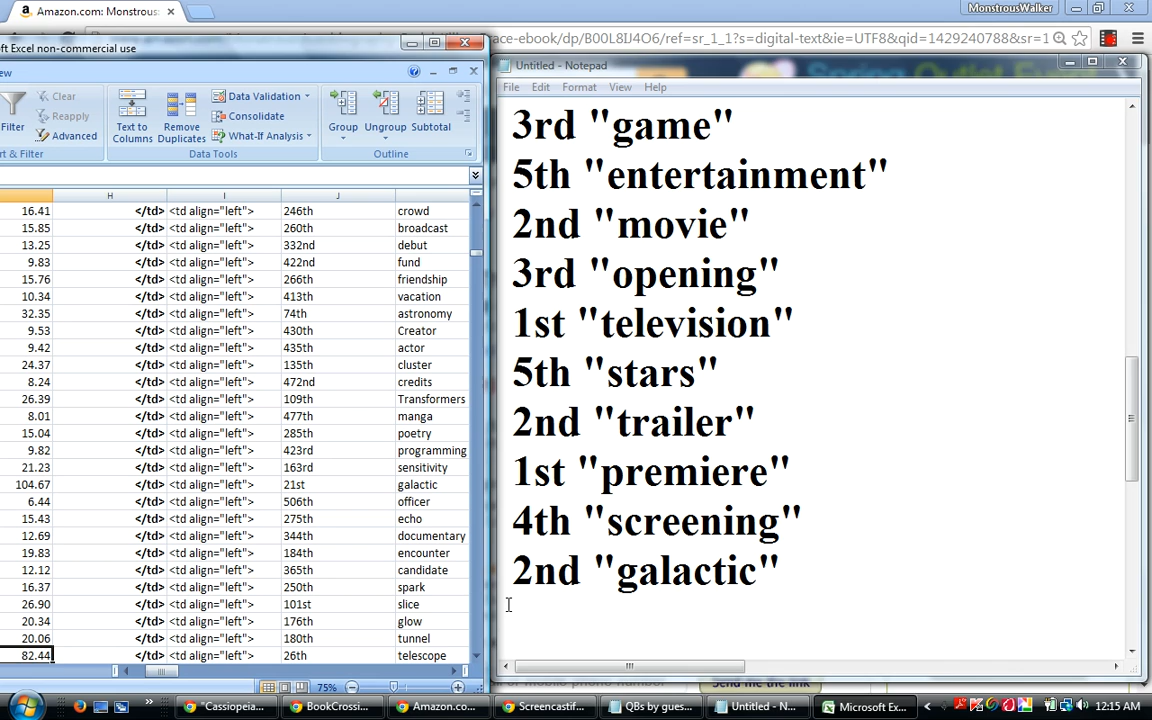 Amazon.com: Monstrous
MonstrousWalker
ace-ebook/dp/B00L8IJ4O6/ref=sr_1_1?s=digital-text&ie=UTF8&qid=1429240788&sr=1
ft Excel non-commercial use
ew
Filter
Clear
Reapply
Advanced
t & Filter
Text to Columns
Remove Duplicates
Data Validation
Consolidate
What-If Analysis
Data Tools
Group
Ungroup
Subtotal
Outline
H I J
16.41 </td> <td align="left"> 246th crowd
15.85 </td> <td align="left"> 260th broadcast
13.25 </td> <td align="left"> 332nd debut
9.83 </td> <td align="left"> 422nd fund
15.76 </td> <td align="left"> 266th friendship
10.34 </td> <td align="left"> 413th vacation
32.35 </td> <td align="left"> 74th astronomy
9.53 </td> <td align="left"> 430th Creator
9.42 </td> <td align="left"> 435th actor
24.37 </td> <td align="left"> 135th cluster
8.24 </td> <td align="left"> 472nd credits
26.39 </td> <td align="left"> 109th Transformers
8.01 </td> <td align="left"> 477th manga
15.04 </td> <td align="left"> 285th poetry
9.82 </td> <td align="left"> 423rd programming
21.23 </td> <td align="left"> 163rd sensitivity
104.67 </td> <td align="left"> 21st galactic
6.44 </td> <td align="left"> 506th officer
15.43 </td> <td align="left"> 275th echo
12.69 </td> <td align="left"> 344th documentary
19.83 </td> <td align="left"> 184th encounter
12.12 </td> <td align="left"> 365th candidate
16.37 </td> <td align="left"> 250th spark
26.90 </td> <td align="left"> 101st slice
20.34 </td> <td align="left"> 176th glow
20.06 </td> <td align="left"> 180th tunnel
82.44 </td> <td align="left"> 26th telescope
75%
Untitled - Notepad
File Edit Format View Help
3rd "game"
5th "entertainment"
2nd "movie"
3rd "opening"
1st "television"
5th "stars"
2nd "trailer"
1st "premiere"
4th "screening"
2nd "galactic"
Send me the link
"Cassiopeia...
BookCrossi...
Amazon.co...
Screencastif...
QBs by gues...
Untitled - N...
Microsoft Ex...
12:15 AM